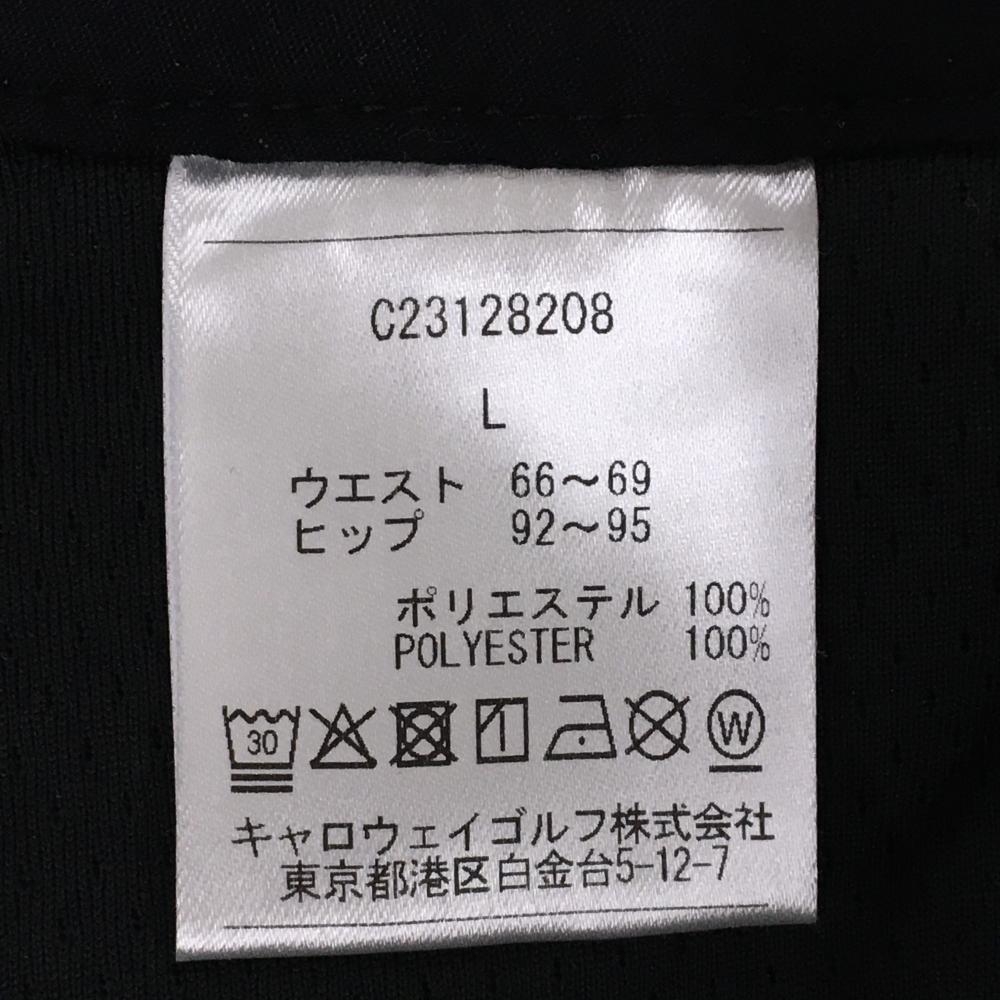 C23128208
L
ウエスト 66～69
ヒップ 92～95
ポリエステル 100%
POLYESTER 100%
30 W
キャロウェイゴルフ株式会社
東京都港区白金台5-12-7